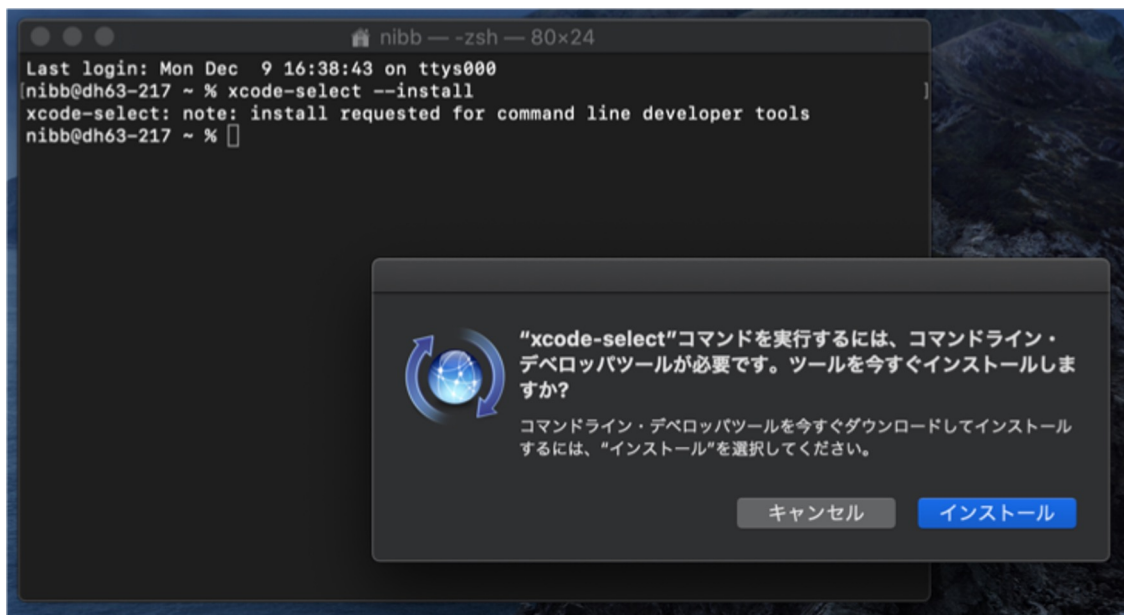 nibb — -zsh — 80×24
Last login: Mon Dec  9 16:38:43 on ttys000
[nibb@dh63-217 ~ % xcode-select --install ]
xcode-select: note: install requested for command line developer tools
nibb@dh63-217 ~ %
“xcode-select”コマンドを実行するには、コマンドライン・
デベロッパツールが必要です。ツールを今すぐインストールしま
すか?
コマンドライン・デベロッパツールを今すぐダウンロードしてインストール
するには、“インストール”を選択してください。
キャンセル インストール